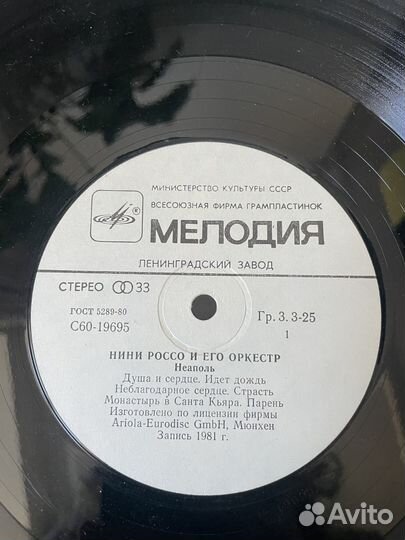 МИНИСТЕРСТВО КУЛЬТУРЫ СССР
ВСЕСОЮЗНАЯ ФИРМА ГРАМПЛАСТИНОК
МЕЛОДИЯ
ЛЕНИНГРАДСКИЙ ЗАВОД
СТЕРЕО 33
ГОСТ 5289-80
С60-19695
Гр. 3. 3-25
1
НИНИ РОССО И ЕГО ОРКЕСТР
Неаполь
Душа и сердце. Идет дождь
Неблагодарное сердце. Страсть
Монастырь в Санта Кьяра. Парень
Изготовлено по лицензии фирмы
Ariola-Eurodisc GmbH, Мюнхен
Запись 1981 г.
Avito